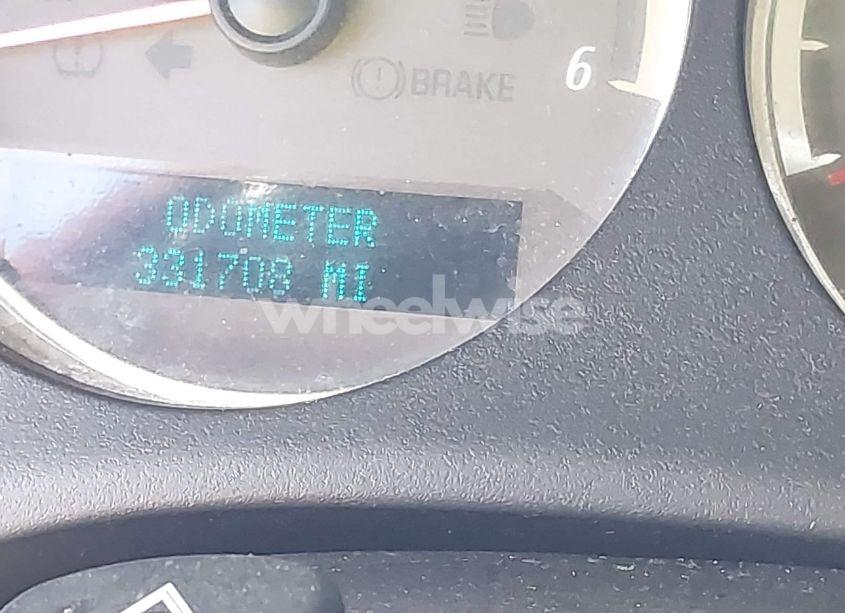 BRAKE
6
ODOMETER
331708 MI
wheelwise